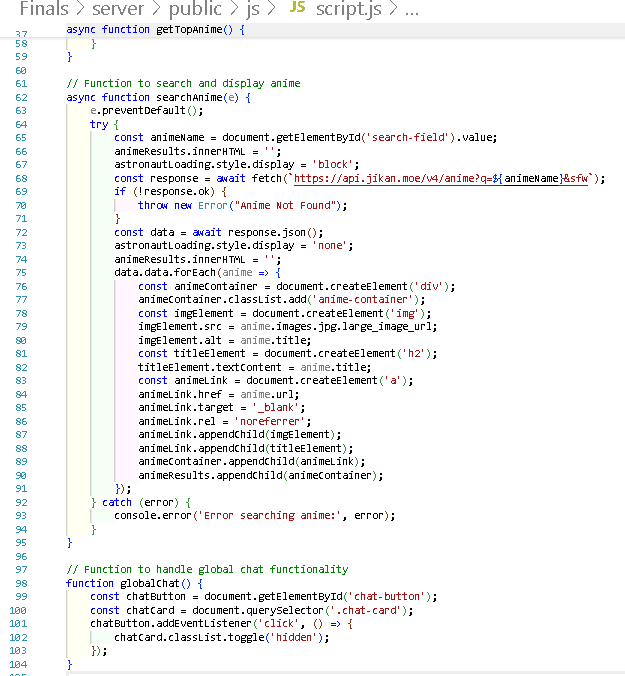 Finals > server > public > js > JS script.js > ...
37 async function getTopAnime() {
58 }
59 }
60
61 // Function to search and display anime
62 async function searchAnime(e) {
63 e.preventDefault();
64 try {
65 const animeName = document.getElementById('search-field').value;
66 animeResults.innerHTML = '';
67 astronautLoading.style.display = 'block';
68 const response = await fetch(`https://api.jikan.moe/v4/anime?q=${animeName}&sfw`);
69 if (!response.ok) {
70 throw new Error("Anime Not Found");
71 }
72 const data = await response.json();
73 astronautLoading.style.display = 'none';
74 animeResults.innerHTML = '';
75 data.data.forEach(anime => {
76 const animeContainer = document.createElement('div');
77 animeContainer.classList.add('anime-container');
78 const imgElement = document.createElement('img');
79 imgElement.src = anime.images.jpg.large_image_url;
80 imgElement.alt = anime.title;
81 const titleElement = document.createElement('h2');
82 titleElement.textContent = anime.title;
83 const animeLink = document.createElement('a');
84 animeLink.href = anime.url;
85 animeLink.target = '_blank';
86 animeLink.rel = 'noreferrer';
87 animeLink.appendChild(imgElement);
88 animeLink.appendChild(titleElement);
89 animeContainer.appendChild(animeLink);
90 animeResults.appendChild(animeContainer);
91 });
92 } catch (error) {
93 console.error('Error searching anime:', error);
94 }
95 }
96
97 // Function to handle global chat functionality
98 function globalChat() {
99 const chatButton = document.getElementById('chat-button');
100 const chatCard = document.querySelector('.chat-card');
101 chatButton.addEventListener('click', () => {
102 chatCard.classList.toggle('hidden');
103 });
104 }